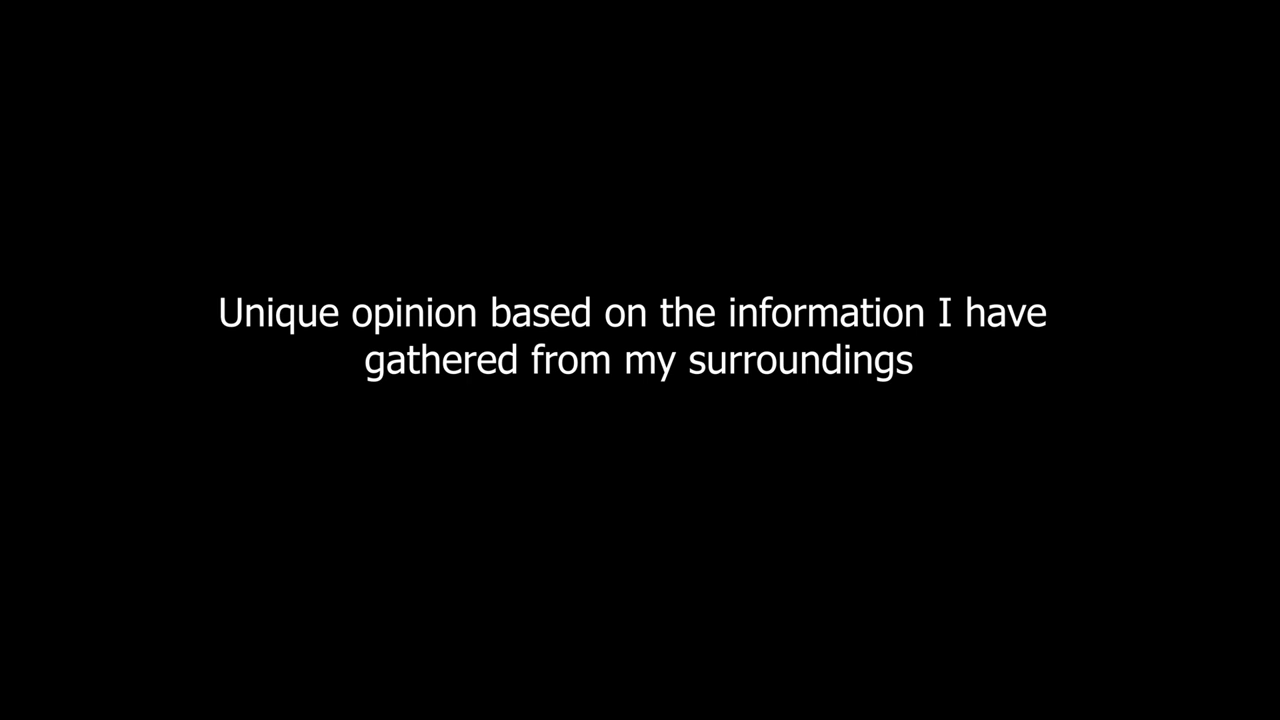 Unique opinion based on the information I have
gathered from my surroundings